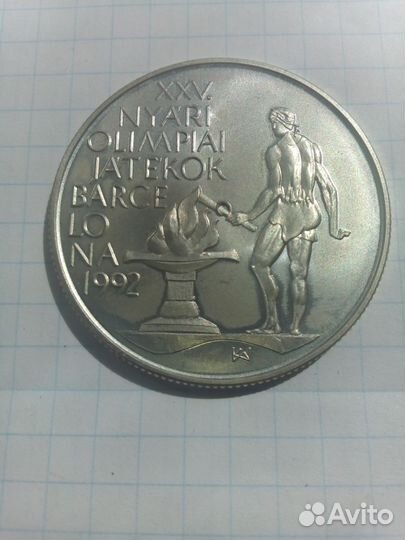 XXV.
NYÁRI
OLIMPIAI
JÁTÉKOK
BARCE
LO
NA
1992
Avito